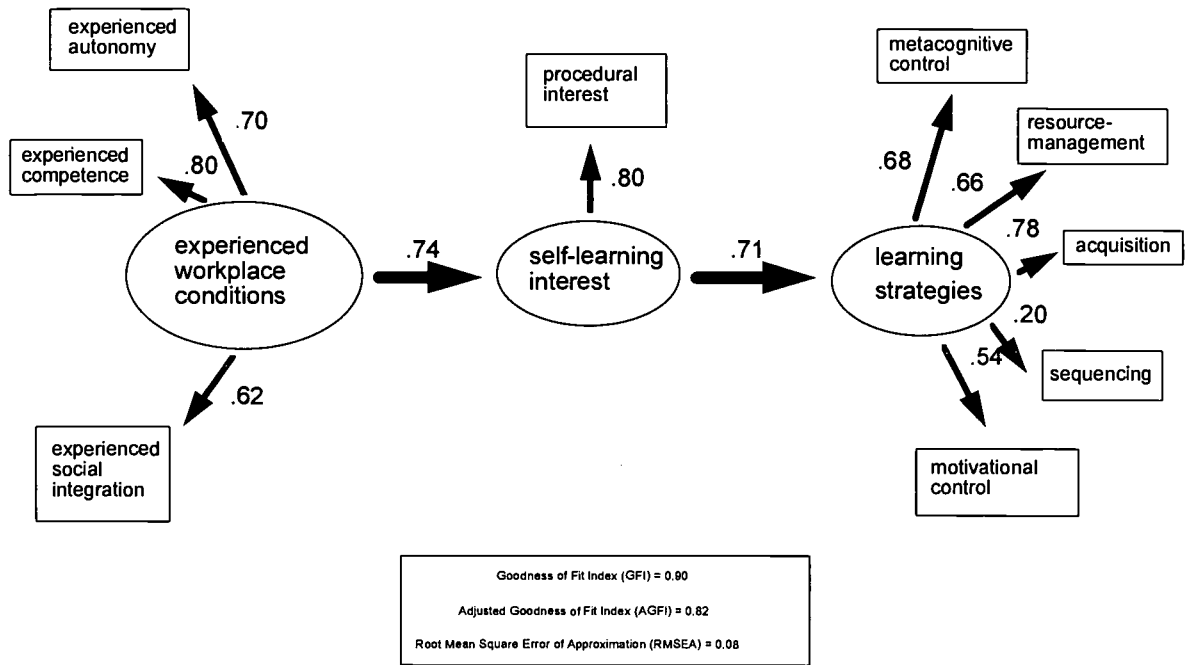 experienced
autonomy
.70
experienced
competence
.80
experienced
workplace
conditions
.62
experienced
social
integration
.74
procedural
interest
.80
self-learning
interest
.71
metacognitive
control
.68
resource-
management
.66
learning
strategies
.78
acquisition
.20
sequencing
.54
motivational
control
Goodness of Fit Index (GFI) = 0.90
Adjusted Goodness of Fit Index (AGFI) = 0.82
Root Mean Square Error of Approximation (RMSEA) = 0.08